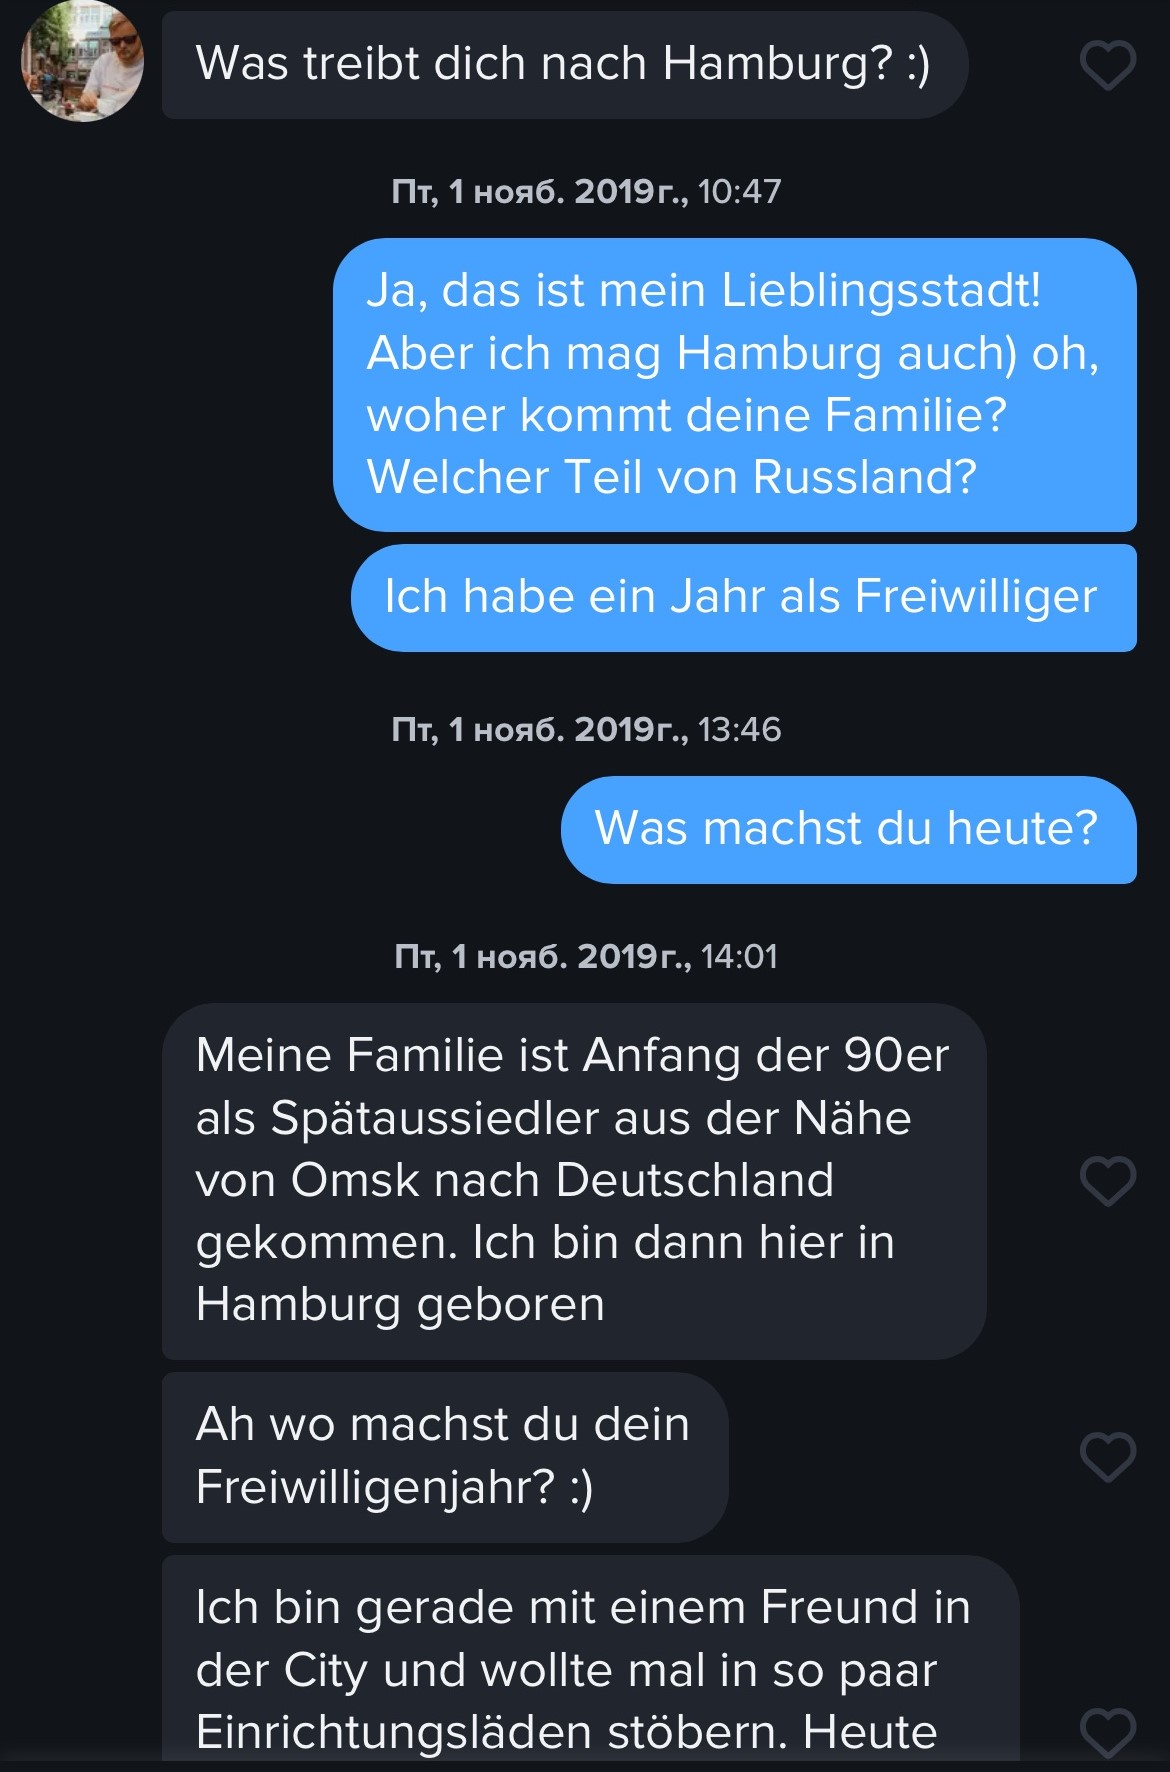 Was treibt dich nach Hamburg? :)
Пт, 1 нояб. 2019 г., 10:47
Ja, das ist mein Lieblingsstadt!
Aber ich mag Hamburg auch) oh,
woher kommt deine Familie?
Welcher Teil von Russland?
Ich habe ein Jahr als Freiwilliger
Пт, 1 нояб. 2019 г., 13:46
Was machst du heute?
Пт, 1 нояб. 2019 г., 14:01
Meine Familie ist Anfang der 90er
als Spätaussiedler aus der Nähe
von Omsk nach Deutschland
gekommen. Ich bin dann hier in
Hamburg geboren
Ah wo machst du dein
Freiwilligenjahr? :)
Ich bin gerade mit einem Freund in
der City und wollte mal in so paar
Einrichtungsläden stöbern. Heute